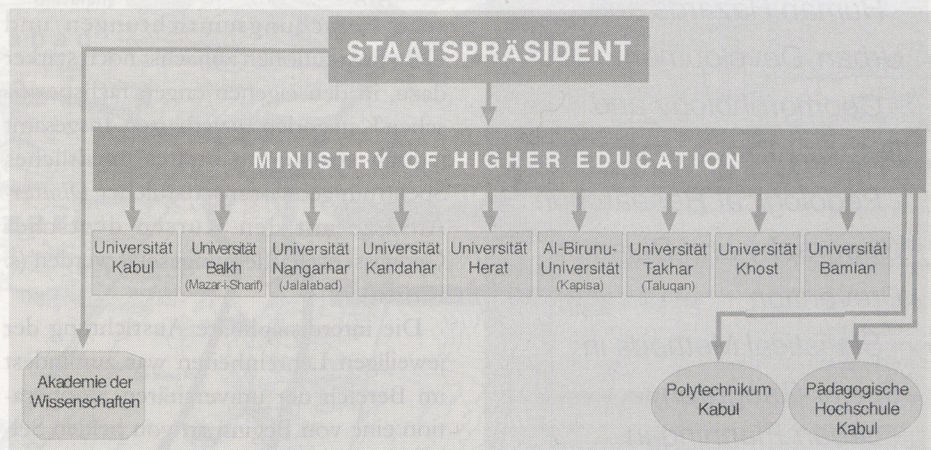 STAATSPRÄSIDENT
MINISTRY OF HIGHER EDUCATION
Universität
Kabul
Universität
Balkh
(Mazar-i-Sharif)
Universität
Nangarhar
(Jalalabad)
Universität
Kandahar
Universität
Herat
Al-Birunu-
Universität
(Kapisa)
Universität
Takhar
(Taluqan)
Universität
Khost
Universität
Bamian
Akademie der
Wissenschaften
Polytechnikum
Kabul
Pädagogische
Hochschule
Kabul